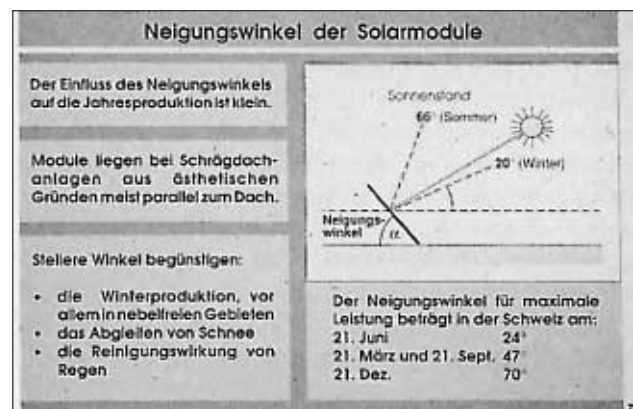 Neigungswinkel der Solarmodule
Der Einfluss des Neigungswinkels
auf die Jahresproduktion ist klein.
Module liegen bei Schrägdach-
anlagen aus ästhetischen
Gründen meist parallel zum Dach.
Steilere Winkel begünstigen:
• die Winterproduktion, vor
allem in nebelfreien Gebieten
• das Abgleiten von Schnee
• die Reinigungswirkung von
Regen
Sonnenstand
66° (Sommer)
20° (Winter)
Neigungs-
winkel
α
Der Neigungswinkel für maximale
Leistung beträgt in der Schweiz am:
21. Juni 24°
21. März und 21. Sept. 47°
21. Dez. 70°